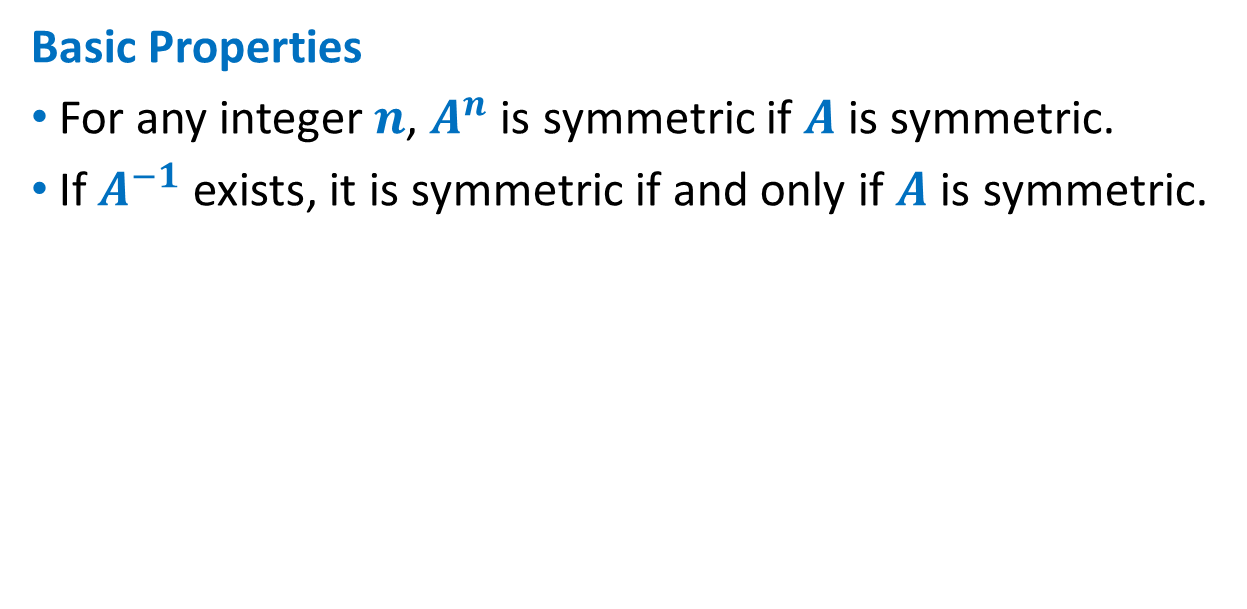 Basic Properties
• For any integer n, Aⁿ is symmetric if A is symmetric.
• If A⁻¹ exists, it is symmetric if and only if A is symmetric.